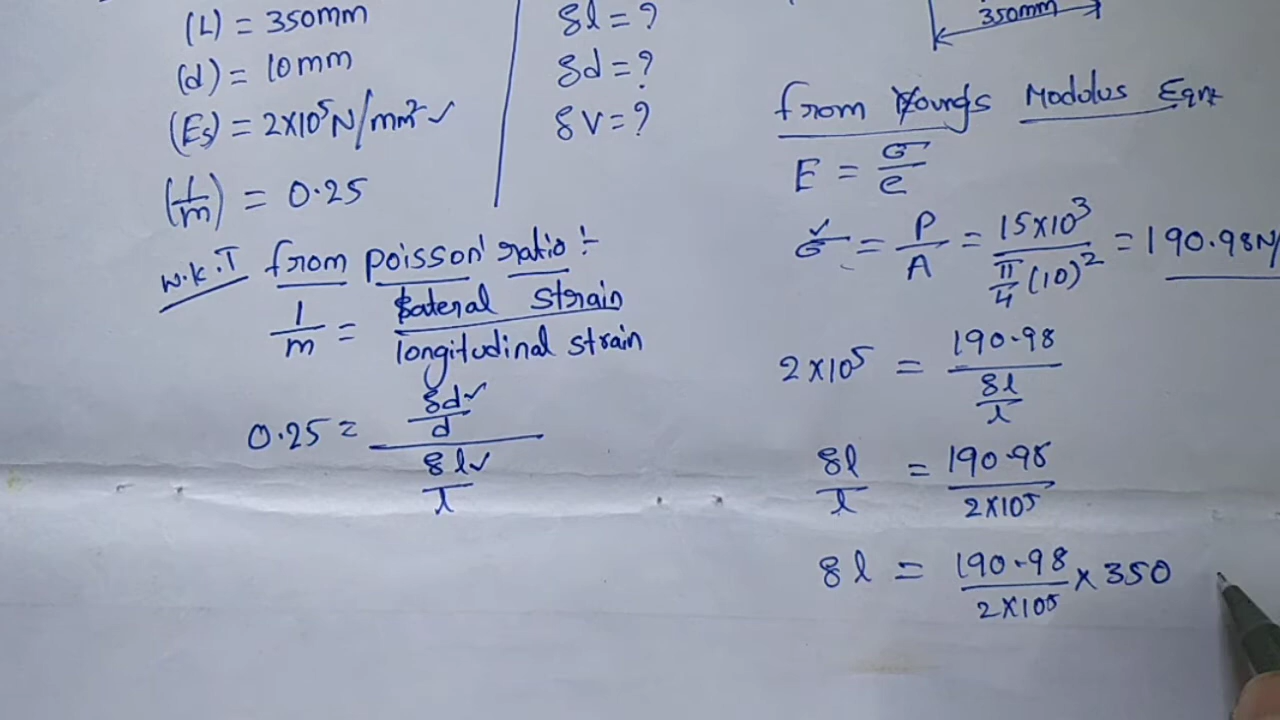 (L) = 350mm
(d) = 10mm
(Es) = 2×10⁵N/mm² ✓
(1/m) = 0.25
δl = ?
δd = ?
δv = ?
350mm
W.K.T from poisson' ratio :-
1/m = lateral strain / longitudinal strain
0.25 = (δd✓/d) / (δl✓/l)
from Young's Modulus Eqn
E = σ/e
σ ✓ = P/A = 15×10³ / (π/4 (10)²) = 190.98N/
2×10⁵ = 190.98 / (δl/l)
δl/l = 190.98 / 2×10⁵
δl = 190.98 / 2×10⁵ × 350